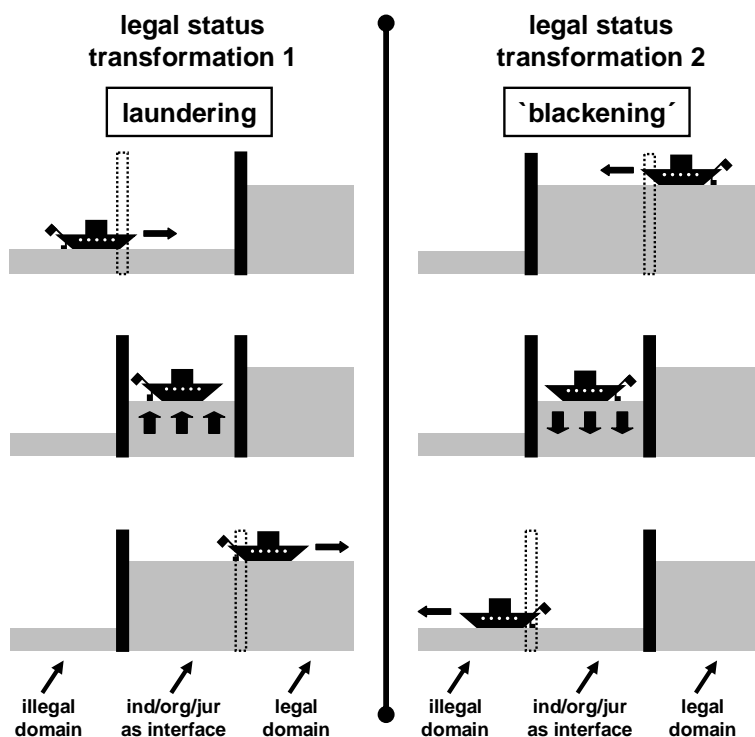 legal status
transformation 1
laundering
legal status
transformation 2
`blackening´
illegal
domain
ind/org/jur
as interface
legal
domain
illegal
domain
ind/org/jur
as interface
legal
domain